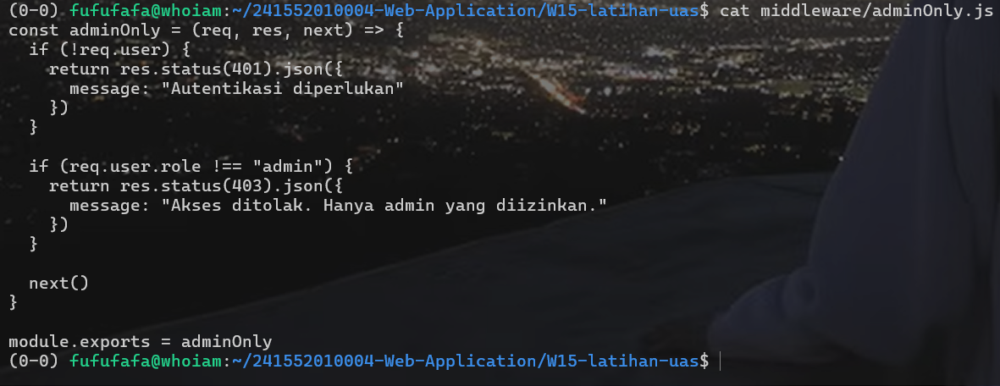 (0-0) fufufafa@whoiam:~/241552010004-Web-Application/W15-latihan-uas$ cat middleware/adminOnly.js
const adminOnly = (req, res, next) => {
  if (!req.user) {
    return res.status(401).json({
      message: "Autentikasi diperlukan"
    })
  }

  if (req.user.role !== "admin") {
    return res.status(403).json({
      message: "Akses ditolak. Hanya admin yang diizinkan."
    })
  }

  next()
}

module.exports = adminOnly
(0-0) fufufafa@whoiam:~/241552010004-Web-Application/W15-latihan-uas$